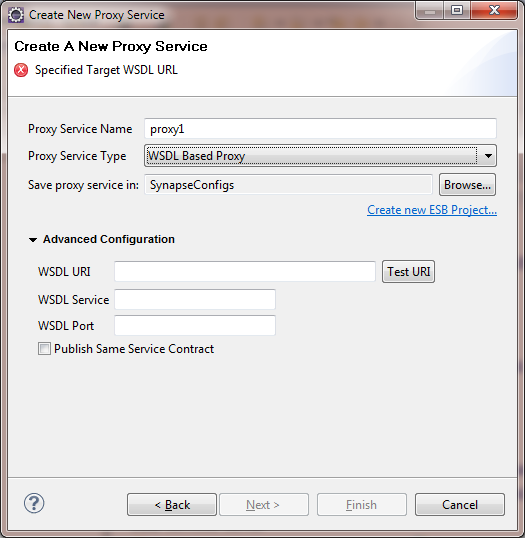 Create New Proxy Service
Create A New Proxy Service
Specified Target WSDL URL
Proxy Service Name proxy1
Proxy Service Type WSDL Based Proxy
Save proxy service in: SynapseConfigs Browse...
Create new ESB Project...
Advanced Configuration
WSDL URI Test URI
WSDL Service
WSDL Port
Publish Same Service Contract
? < Back Next > Finish Cancel